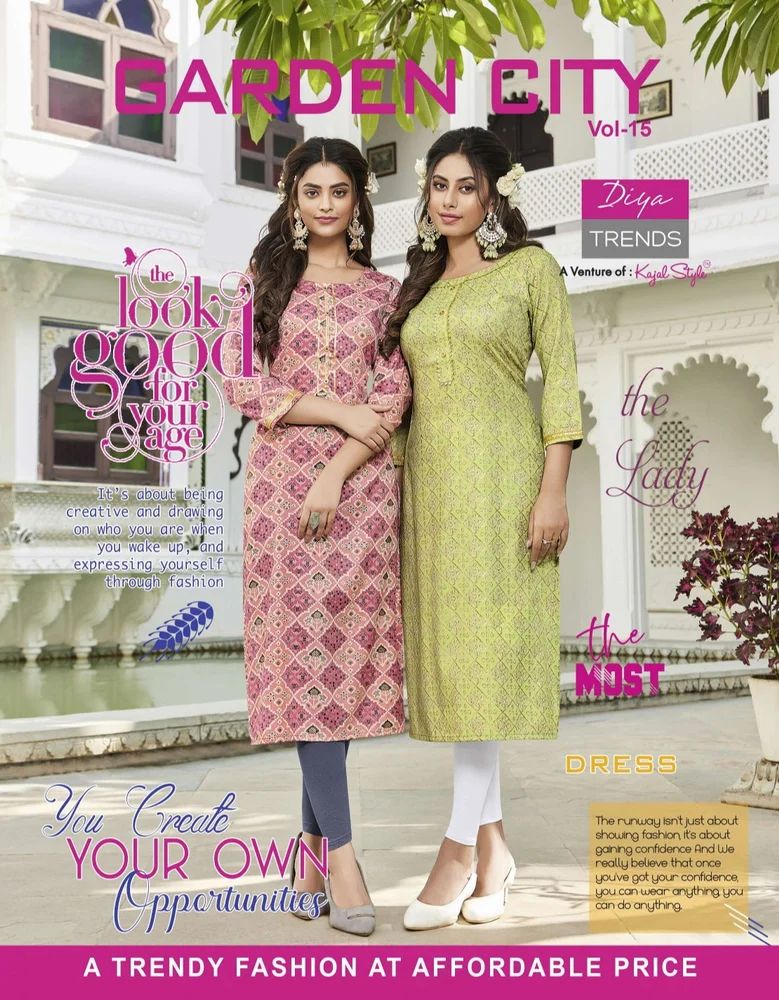 GARDEN CITY
Vol-15
Diya
TRENDS
A Venture of : Kajal Style
the
look
good
for
your
age
It's about being
creative and drawing
on who you are when
you wake up, and
expressing yourself
through fashion
the
Lady
the
MOST
DRESS
You Create
YOUR OWN
Opportunities
The runway isn't just about
showing fashion, it's about
gaining confidence And We
really believe that once
you've got your confidence,
you can wear anything, you
can do anything.
A TRENDY FASHION AT AFFORDABLE PRICE